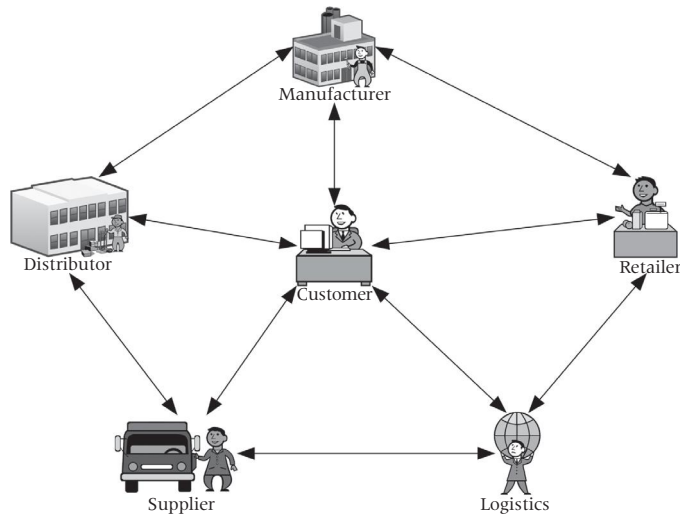 Manufacturer
Distributor
Customer
Retailer
Supplier
Logistics